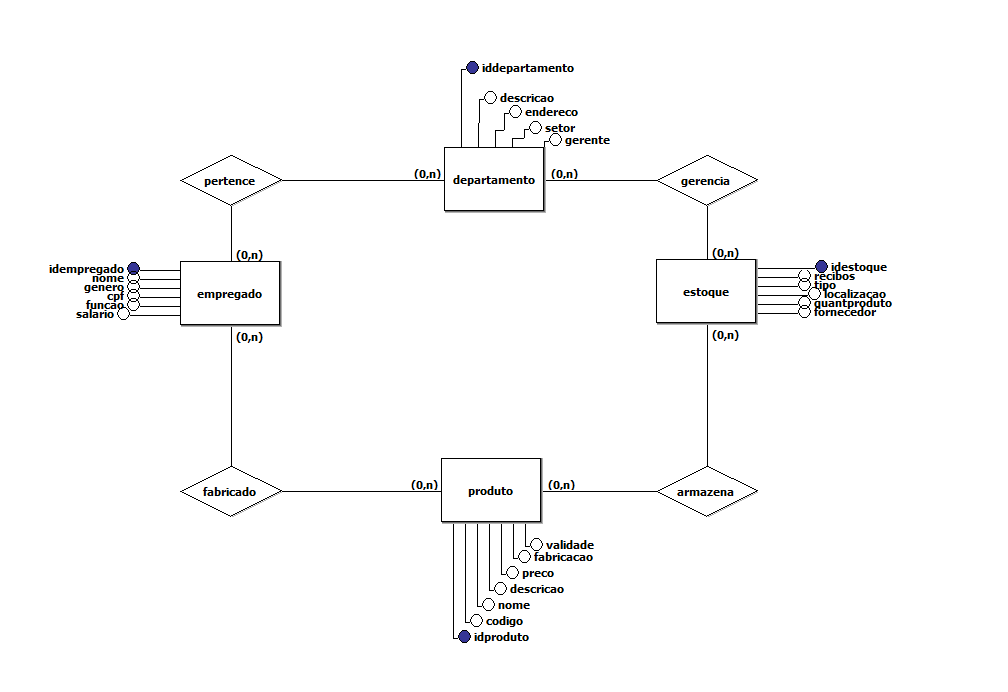 iddepartamento
descricao
endereco
setor
gerente
pertence
(0,n)
departamento
(0,n)
gerencia
(0,n)
(0,n)
idempregado
nome
genero
cpf
funcao
salario
empregado
estoque
idestoque
recibos
tipo
localizacao
quantproduto
fornecedor
(0,n)
(0,n)
fabricado
(0,n)
produto
(0,n)
armazena
validade
fabricacao
preco
descricao
nome
codigo
idproduto